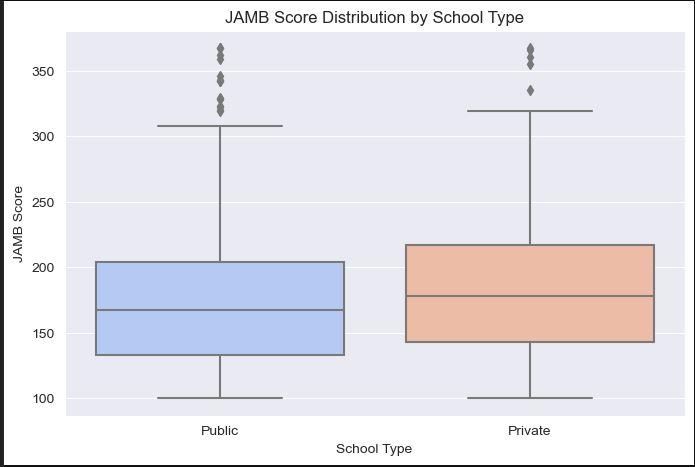 JAMB Score Distribution by School Type
350
300
250
200
150
100
JAMB Score
Public
Private
School Type